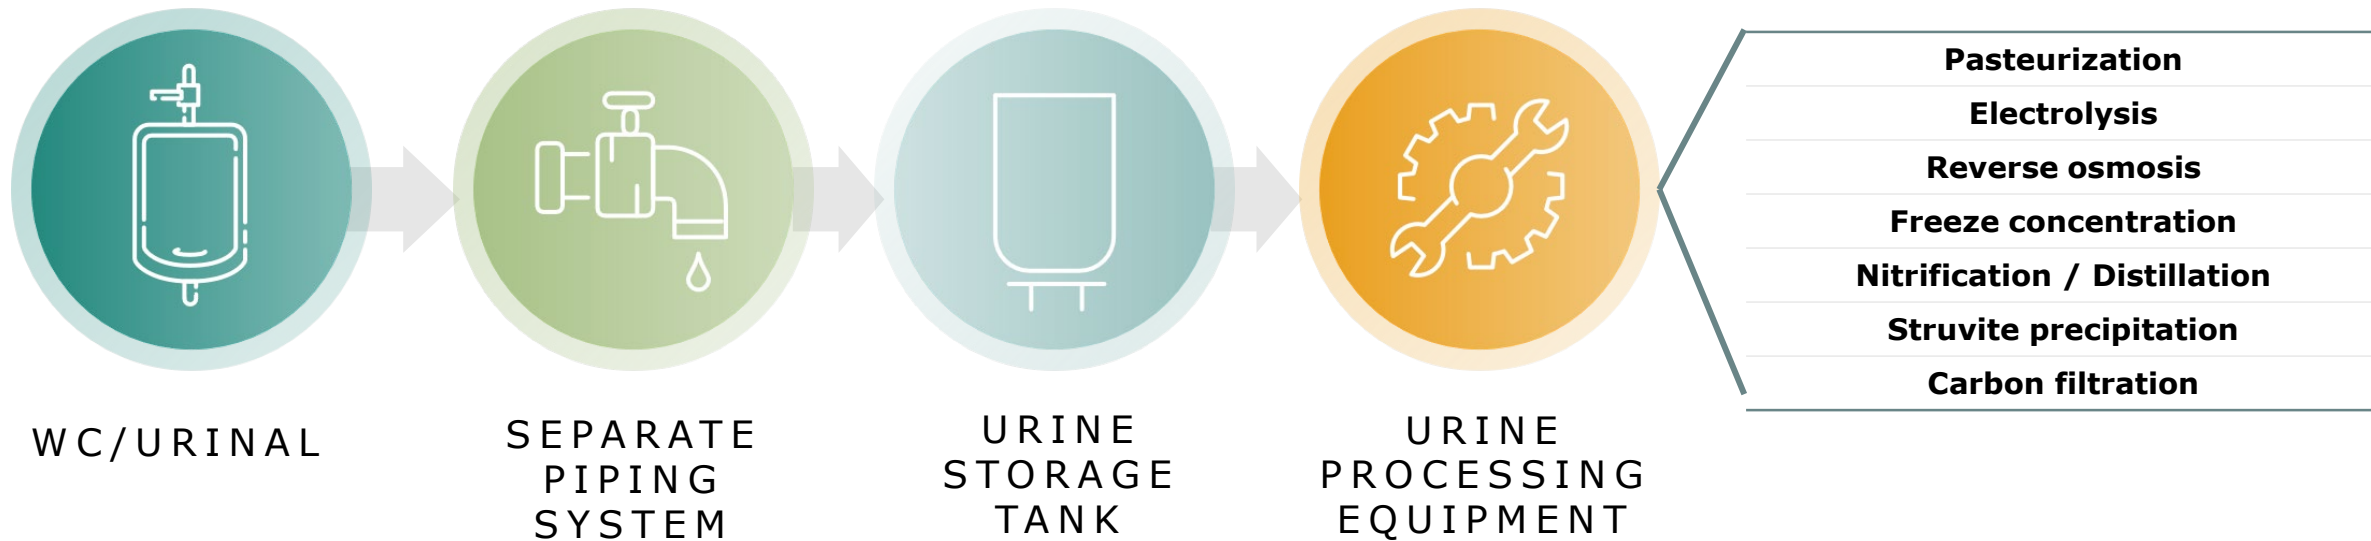 WC/URINAL
SEPARATE
PIPING
SYSTEM
URINE
STORAGE
TANK
URINE
PROCESSING
EQUIPMENT
Pasteurization
Electrolysis
Reverse osmosis
Freeze concentration
Nitrification / Distillation
Struvite precipitation
Carbon filtration